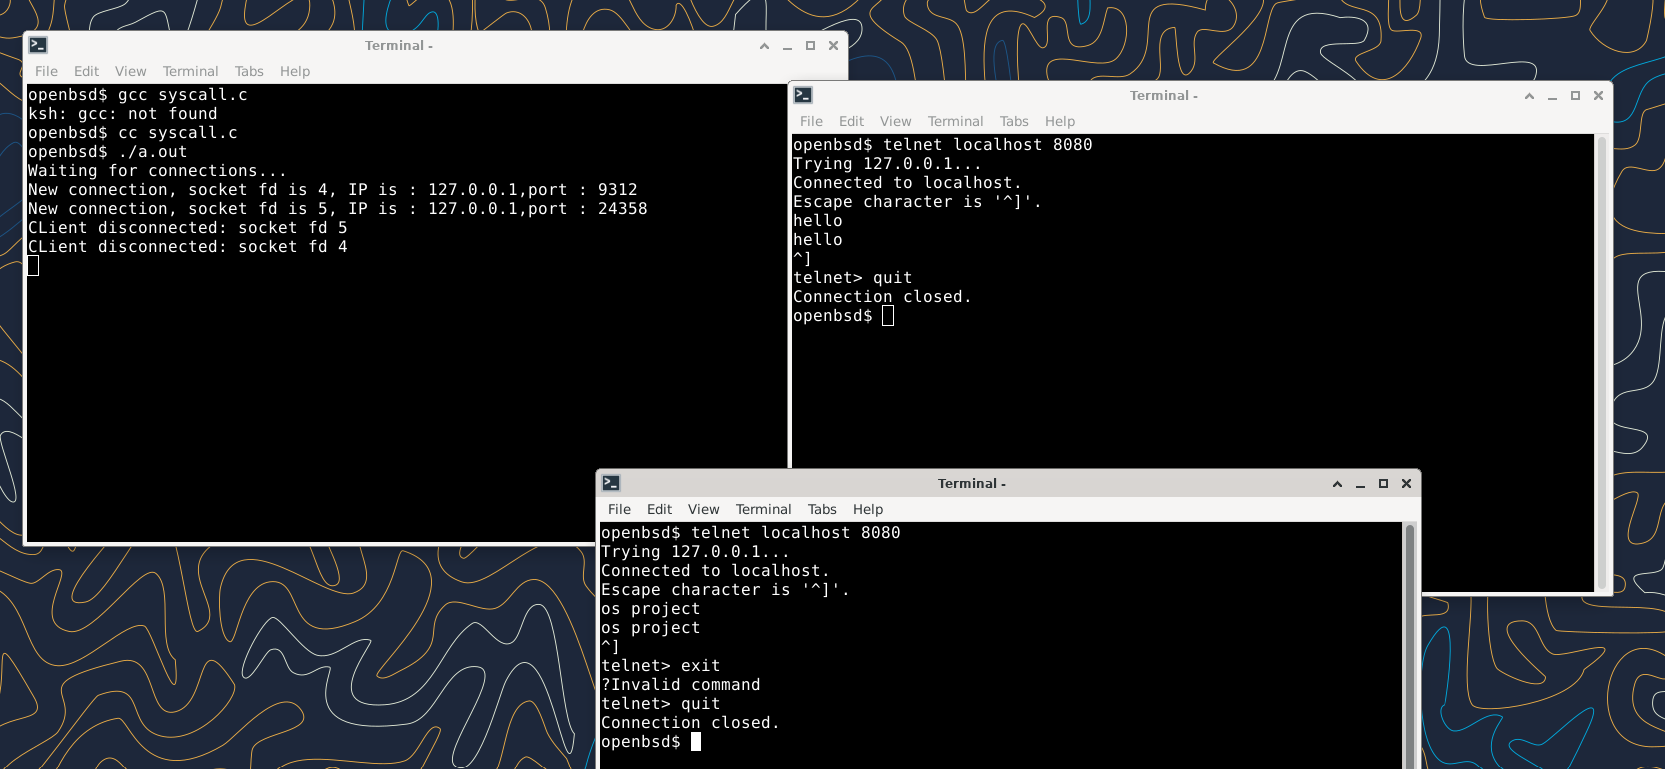 Terminal -
File Edit View Terminal Tabs Help
openbsd$ gcc syscall.c
ksh: gcc: not found
openbsd$ cc syscall.c
openbsd$ ./a.out
Waiting for connections...
New connection, socket fd is 4, IP is : 127.0.0.1,port : 9312
New connection, socket fd is 5, IP is : 127.0.0.1,port : 24358
CLient disconnected: socket fd 5
CLient disconnected: socket fd 4
Terminal -
File Edit View Terminal Tabs Help
openbsd$ telnet localhost 8080
Trying 127.0.0.1...
Connected to localhost.
Escape character is '^]'.
hello
hello
^]
telnet> quit
Connection closed.
openbsd$
Terminal -
File Edit View Terminal Tabs Help
openbsd$ telnet localhost 8080
Trying 127.0.0.1...
Connected to localhost.
Escape character is '^]'.
os project
os project
^]
telnet> exit
?Invalid command
telnet> quit
Connection closed.
openbsd$